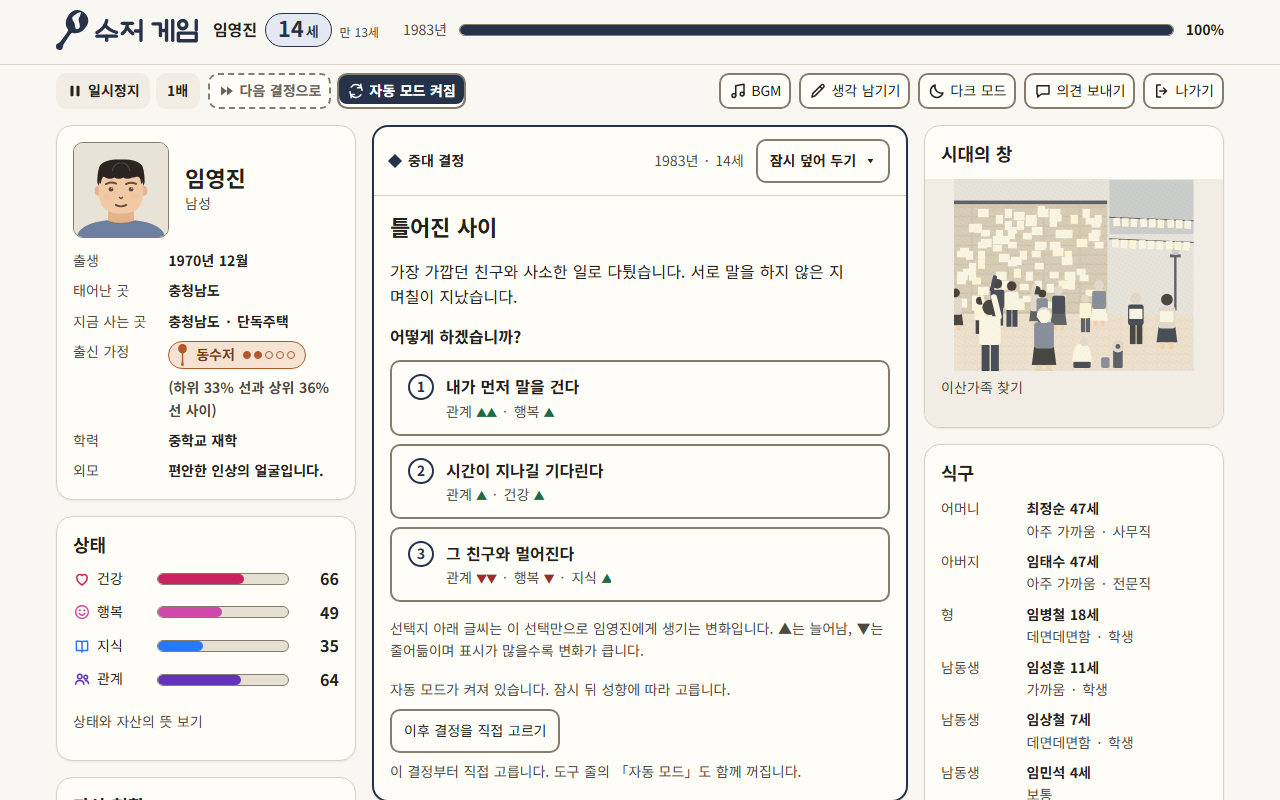 수저 게임 임영진 14세 만 13세 1983년 100%
일시정지 1배 다음 결정으로 자동 모드 켜짐 BGM 생각 남기기 다크 모드 의견 보내기 나가기
임영진
남성
출생 1970년 12월
태어난 곳 충청남도
지금 사는 곳 충청남도 · 단독주택
출신 가정 동수저
(하위 33% 선과 상위 36%
선 사이)
학력 중학교 재학
외모 편안한 인상의 얼굴입니다.
상태
건강 66
행복 49
지식 35
관계 64
상태와 자산의 뜻 보기
◆ 중대 결정 1983년 · 14세 잠시 덮어 두기 ▼
틀어진 사이
가장 가깝던 친구와 사소한 일로 다퉜습니다. 서로 말을 하지 않은 지
며칠이 지났습니다.
어떻게 하겠습니까?
1 내가 먼저 말을 건다
관계 ▲▲ · 행복 ▲
2 시간이 지나길 기다린다
관계 ▲ · 건강 ▲
3 그 친구와 멀어진다
관계 ▼▼ · 행복 ▼ · 지식 ▲
선택지 아래 글씨는 이 선택만으로 임영진에게 생기는 변화입니다. ▲는 늘어남, ▼는
줄어듦이며 표시가 많을수록 변화가 큽니다.
자동 모드가 켜져 있습니다. 잠시 뒤 성향에 따라 고릅니다.
이후 결정을 직접 고르기
이 결정부터 직접 고릅니다. 도구 줄의 「자동 모드」도 함께 꺼집니다.
시대의 창
이산가족 찾기
식구
어머니 최정순 47세
아주 가까움 · 사무직
아버지 임태수 47세
아주 가까움 · 전문직
형 임병철 18세
데면데면함 · 학생
남동생 임성훈 11세
가까움 · 학생
남동생 임상철 7세
데면데면함 · 학생
남동생 임민석 4세
보통